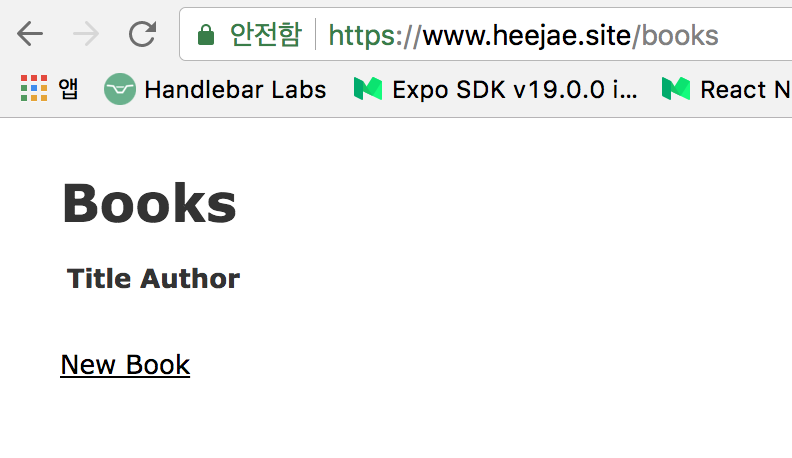 안전함 https://www.heejae.site/books
앱 Handlebar Labs Expo SDK v19.0.0 i... React N
Books
Title Author
New Book